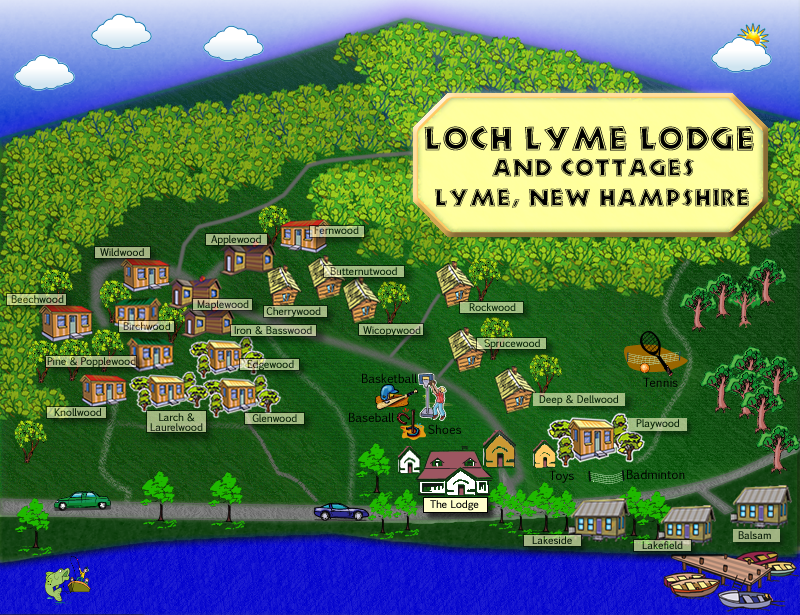 LOCH LYME LODGE
AND COTTAGES
LYME, NEW HAMPSHIRE
Fernwood
Applewood
Wildwood
Butternutwood
Beechwood
Maplewood
Cherrywood
Rockwood
Birchwood
Iron & Basswood
Wicopywood
Sprucewood
Pine & Popplewood
Edgewood
Basketball
Tennis
Deep & Dellwood
Knollwood
Larch &
Laurelwood
Glenwood
Baseball
Shoes
Playwood
Toys
Badminton
The Lodge
Lakeside
Lakefield
Balsam